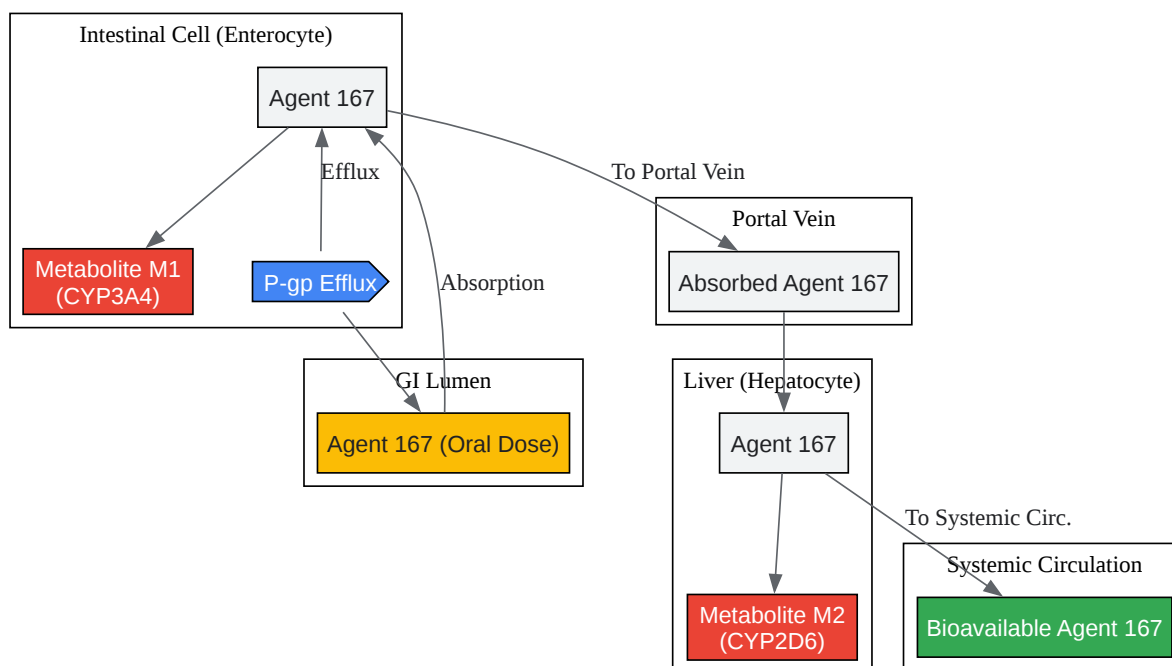 Intestinal Cell (Enterocyte)
Agent 167
Efflux
To Portal Vein
Metabolite M1
(CYP3A4)
P-gp Efflux
Absorption
Portal Vein
Absorbed Agent 167
GI Lumen
Agent 167 (Oral Dose)
Liver (Hepatocyte)
Agent 167
To Systemic Circ.
Metabolite M2
(CYP2D6)
Systemic Circulation
Bioavailable Agent 167